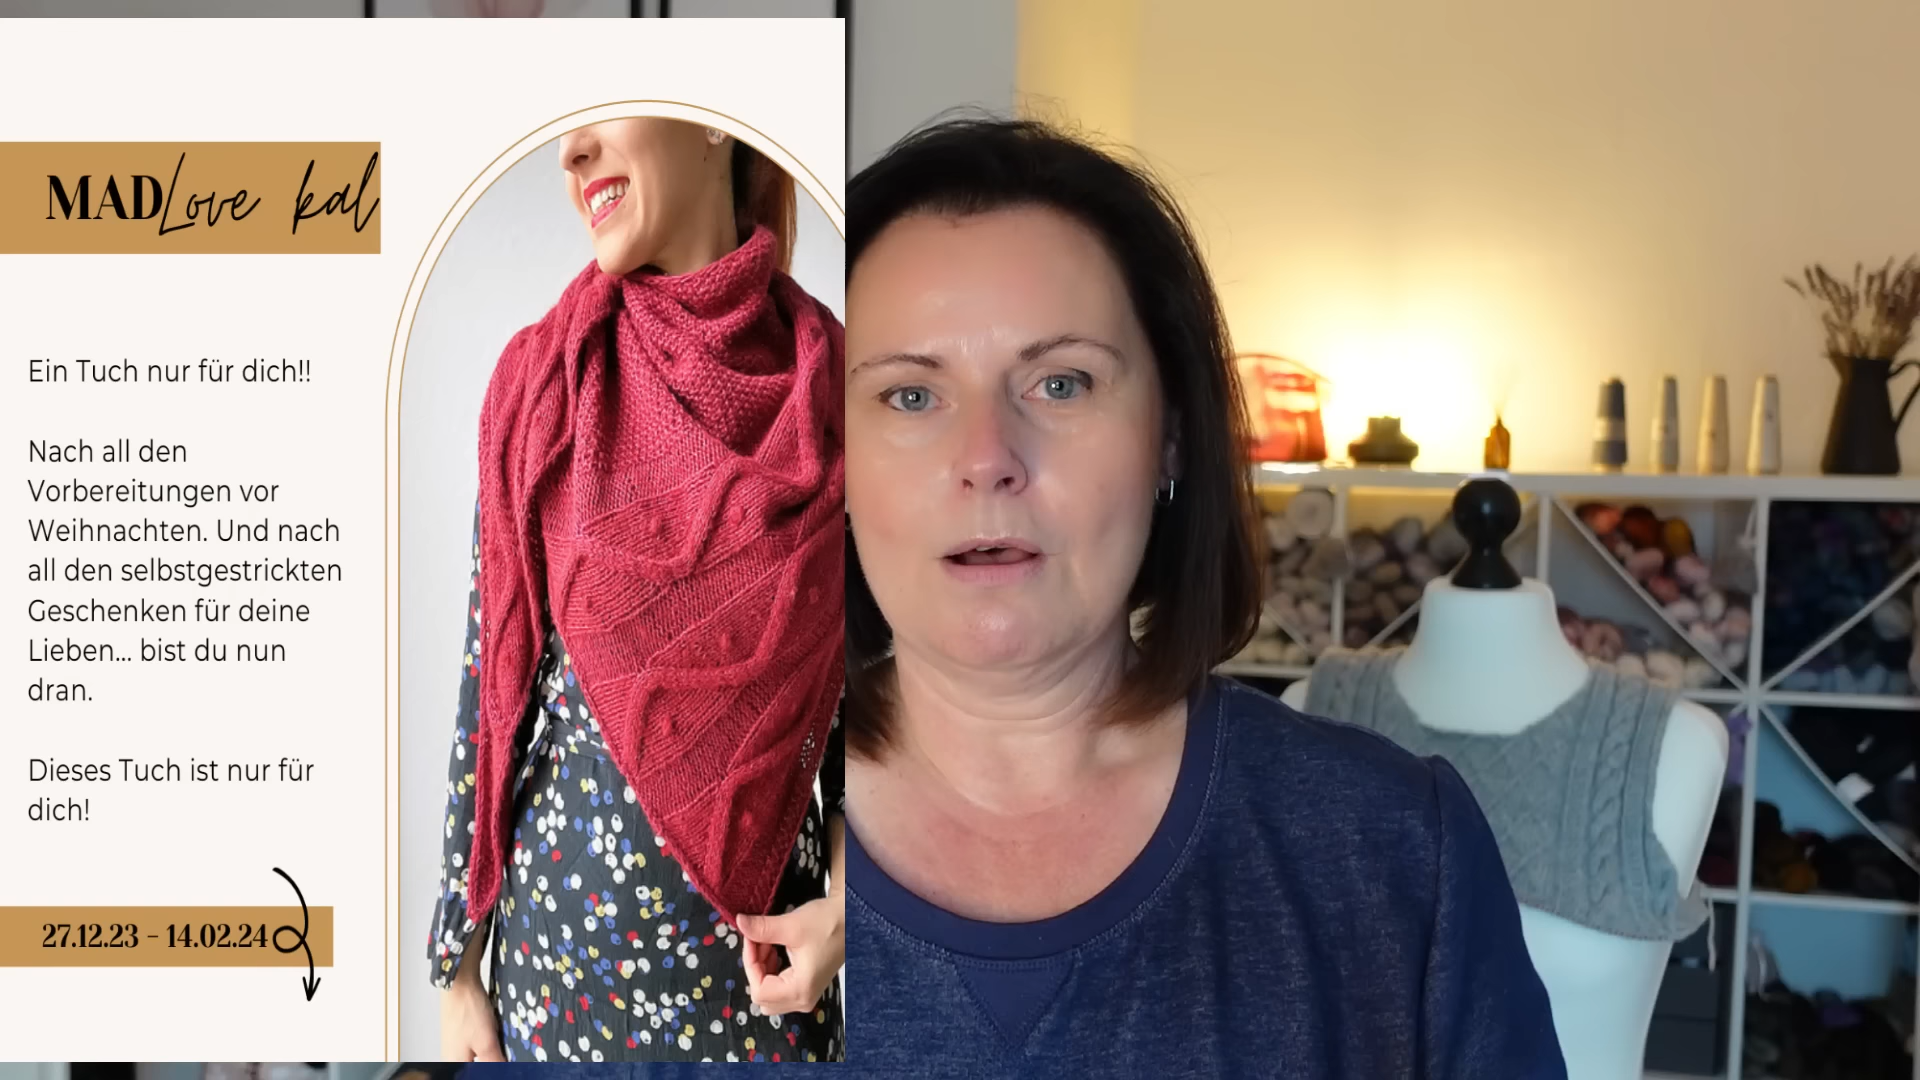 MADLove kal
Ein Tuch nur für dich!!
Nach all den
Vorbereitungen vor
Weihnachten. Und nach
all den selbstgestrickten
Geschenken für deine
Lieben... bist du nun
dran.
Dieses Tuch ist nur für
dich!
27.12.23 - 14.02.24